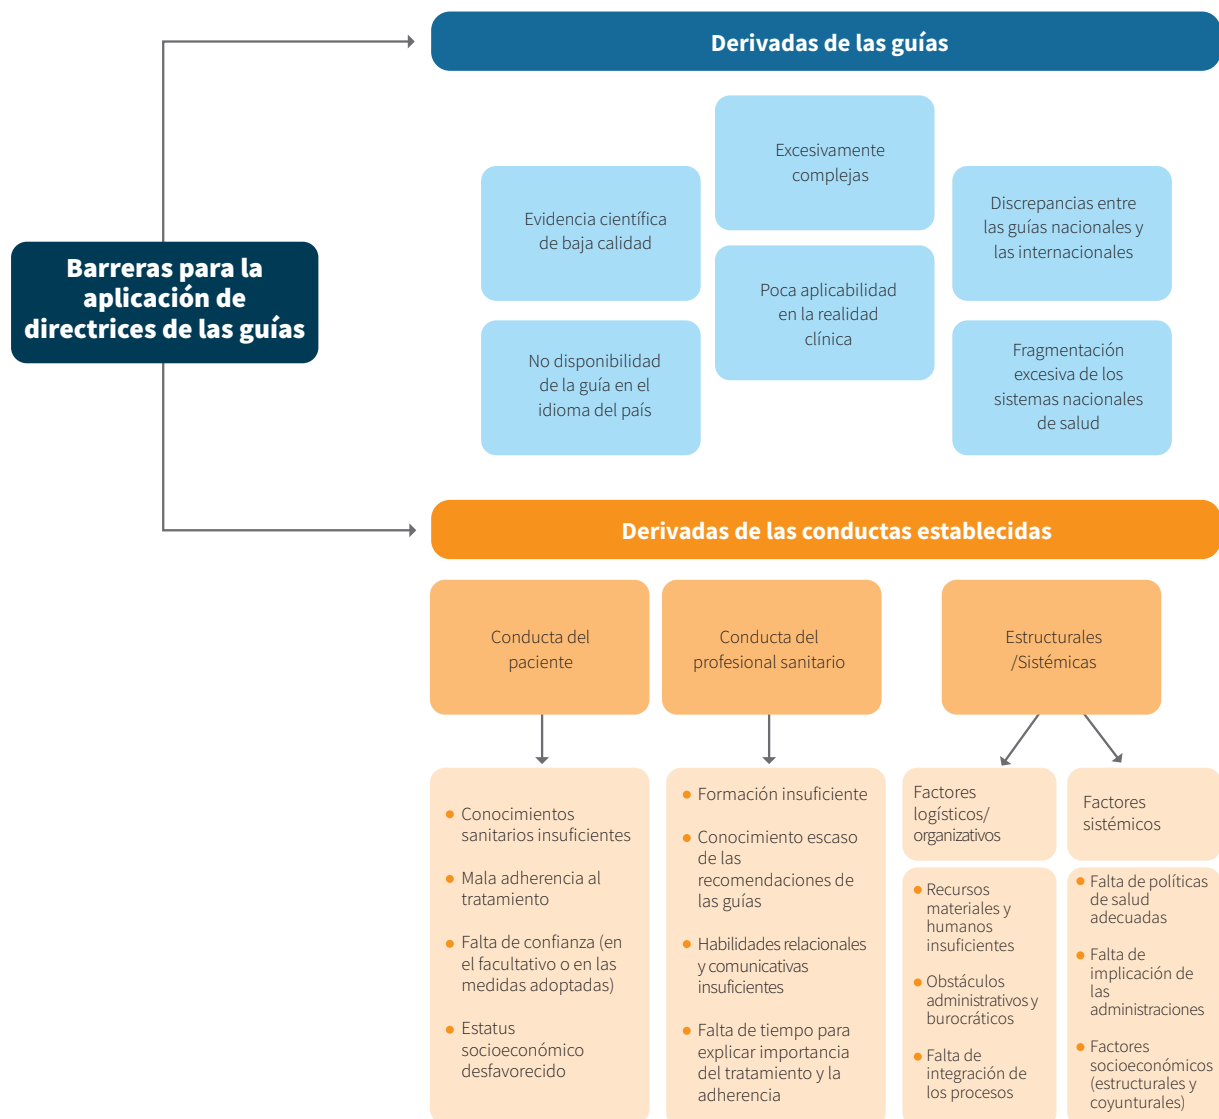 Barreras para la
aplicación de
directrices de las guías
Derivadas de las guías
Evidencia científica
de baja calidad
Excesivamente
complejas
Discrepancias entre
las guías nacionales y
las internacionales
No disponibilidad
de la guía en el
idioma del país
Poca aplicabilidad
en la realidad
clínica
Fragmentación
excesiva de los
sistemas nacionales
de salud
Derivadas de las conductas establecidas
Conducta del
paciente
Conocimientos
sanitarios insuficientes
Mala adherencia al
tratamiento
Falta de confianza (en
el facultativo o en las
medidas adoptadas)
Estatus
socioeconómico
desfavorecido
Conducta del
profesional sanitario
Formación insuficiente
Conocimiento escaso
de las
recomendaciones de
las guías
Habilidades relacionales
y comunicativas
insuficientes
Falta de tiempo para
explicar importancia
del tratamiento y la
adherencia
Estructurales
/Sistémicas
Factores
logísticos/
organizativos
Recursos
materiales y
humanos
insuficientes
Obstáculos
administrativos y
burocráticos
Falta de
integración de
los procesos
Factores
sistémicos
Falta de políticas
de salud
adecuadas
Falta de
implicación de
las
administraciones
Factores
socioeconómicos
(estructurales y
coyunturales)